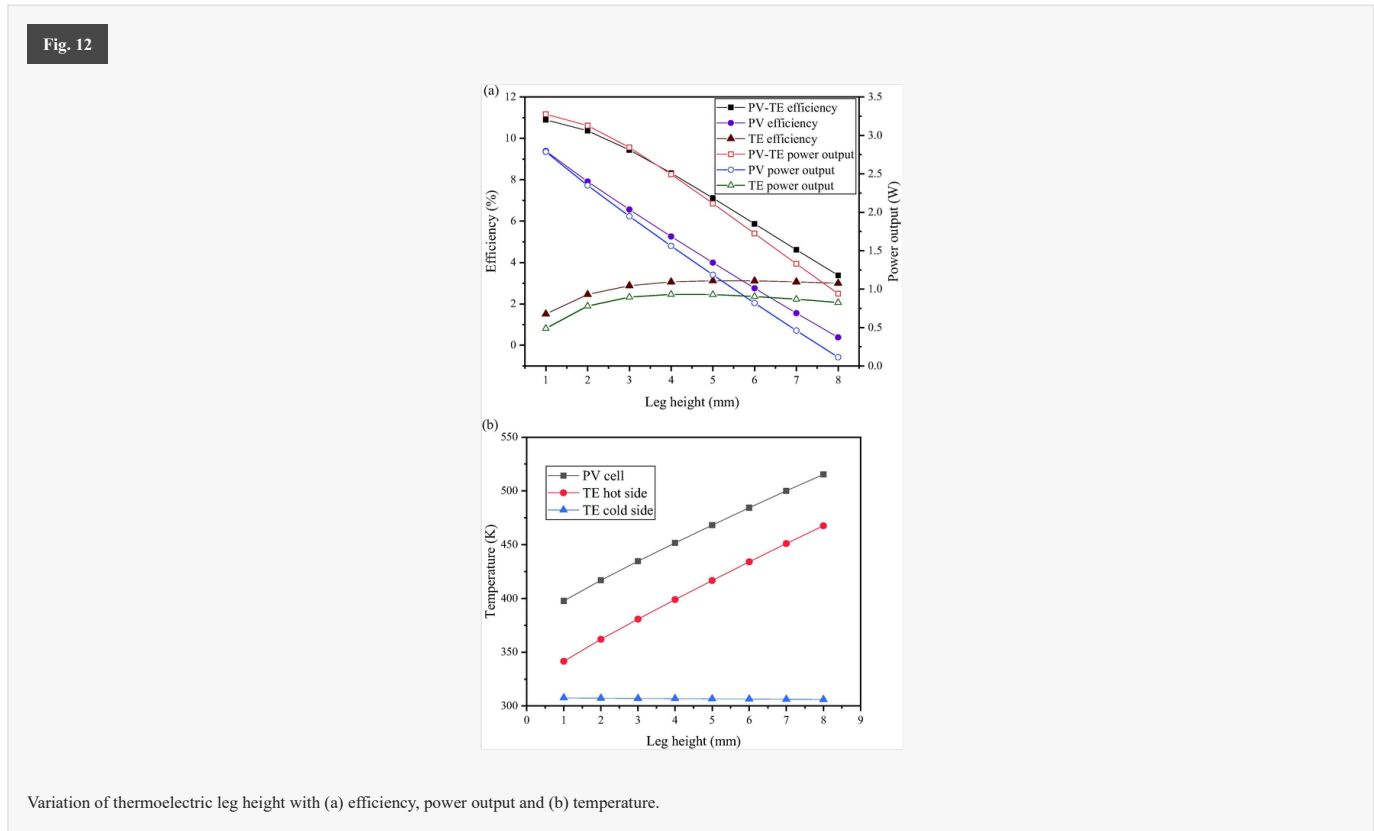 Fig. 12
(a)
12
10
8
6
4
2
0
Efficiency (%)
3.5
3.0
2.5
2.0
1.5
1.0
0.5
0.0
Power output (W)
PV-TE efficiency
PV efficiency
TE efficiency
PV-TE power output
PV power output
TE power output
1 2 3 4 5 6 7 8
Leg height (mm)
(b)
550
500
450
400
350
300
Temperature (K)
PV cell
TE hot side
TE cold side
0 1 2 3 4 5 6 7 8 9
Leg height (mm)
Variation of thermoelectric leg height with (a) efficiency, power output and (b) temperature.